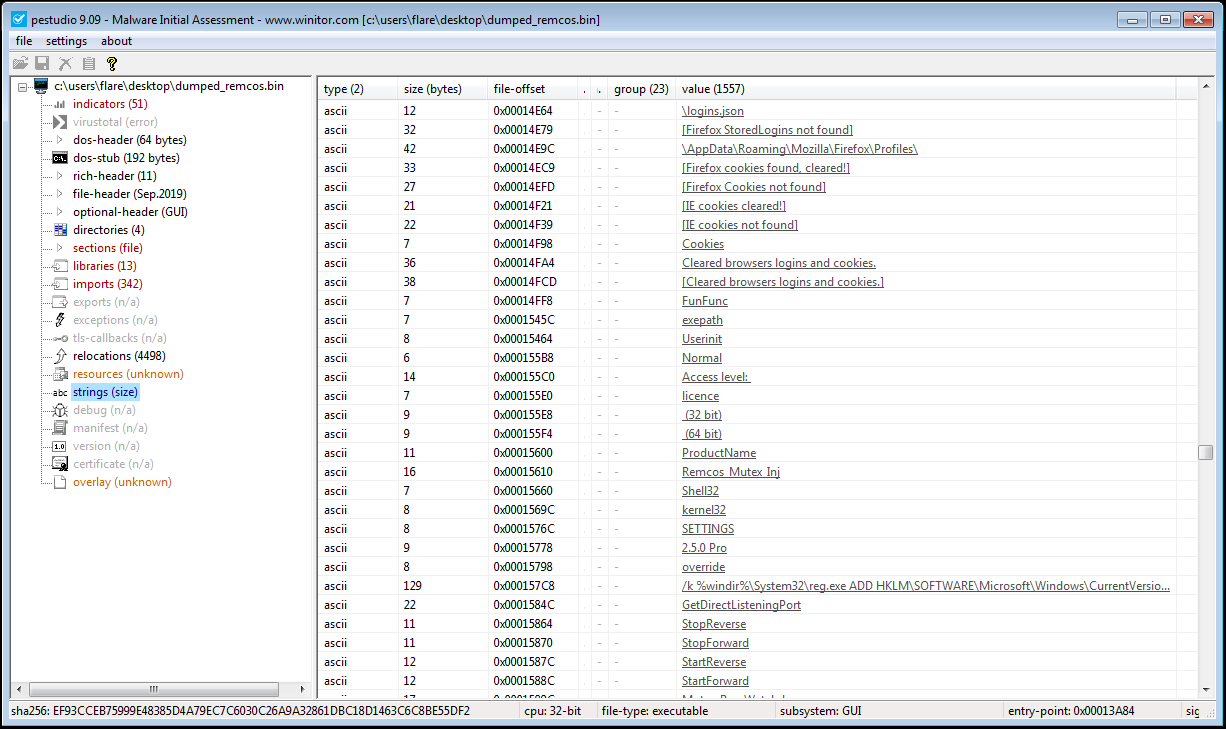 pestudio 9.09 - Malware Initial Assessment - www.winitor.com [c:\users\flare\desktop\dumped_remcos.bin]
file settings about
c:\users\flare\desktop\dumped_remcos.bin
indicators (51)
virustotal (error)
dos-header (64 bytes)
dos-stub (192 bytes)
rich-header (11)
file-header (Sep.2019)
optional-header (GUI)
directories (4)
sections (file)
libraries (13)
imports (342)
exports (n/a)
exceptions (n/a)
tls-callbacks (n/a)
relocations (4498)
resources (unknown)
abc strings (size)
debug (n/a)
manifest (n/a)
1.0 version (n/a)
certificate (n/a)
overlay (unknown)
type (2) size (bytes) file-offset . . group (23) value (1557)
ascii 12 0x00014E64 - - \logins.json
ascii 32 0x00014E79 - - [Firefox StoredLogins not found]
ascii 42 0x00014E9C - - \AppData\Roaming\Mozilla\Firefox\Profiles\
ascii 33 0x00014EC9 - - [Firefox cookies found, cleared!]
ascii 27 0x00014EFD - - [Firefox Cookies not found]
ascii 21 0x00014F21 - - [IE cookies cleared!]
ascii 22 0x00014F39 - - [IE cookies not found]
ascii 7 0x00014F98 - - Cookies
ascii 36 0x00014FA4 - - Cleared browsers logins and cookies.
ascii 38 0x00014FCD - - [Cleared browsers logins and cookies.]
ascii 7 0x00014FF8 - - FunFunc
ascii 7 0x0001545C - - exepath
ascii 8 0x00015464 - - Userinit
ascii 6 0x000155B8 - - Normal
ascii 14 0x000155C0 - - Access level:
ascii 7 0x000155E0 - - licence
ascii 9 0x000155E8 - - (32 bit)
ascii 9 0x000155F4 - - (64 bit)
ascii 11 0x00015600 - - ProductName
ascii 16 0x00015610 - - Remcos_Mutex_Inj
ascii 7 0x00015660 - - Shell32
ascii 8 0x0001569C - - kernel32
ascii 8 0x0001576C - - SETTINGS
ascii 9 0x00015778 - - 2.5.0 Pro
ascii 8 0x00015798 - - override
ascii 129 0x000157C8 - - /k %windir%\System32\reg.exe ADD HKLM\SOFTWARE\Microsoft\Windows\CurrentVersio...
ascii 22 0x0001584C - - GetDirectListeningPort
ascii 11 0x00015864 - - StopReverse
ascii 11 0x00015870 - - StopForward
ascii 12 0x0001587C - - StartReverse
ascii 12 0x0001588C - - StartForward
sha256: EF93CCEB75999E48385D4A79EC7C6030C26A9A32861DBC18D1463C6C8BE55DF2 cpu: 32-bit file-type: executable subsystem: GUI entry-point: 0x00013A84 sig